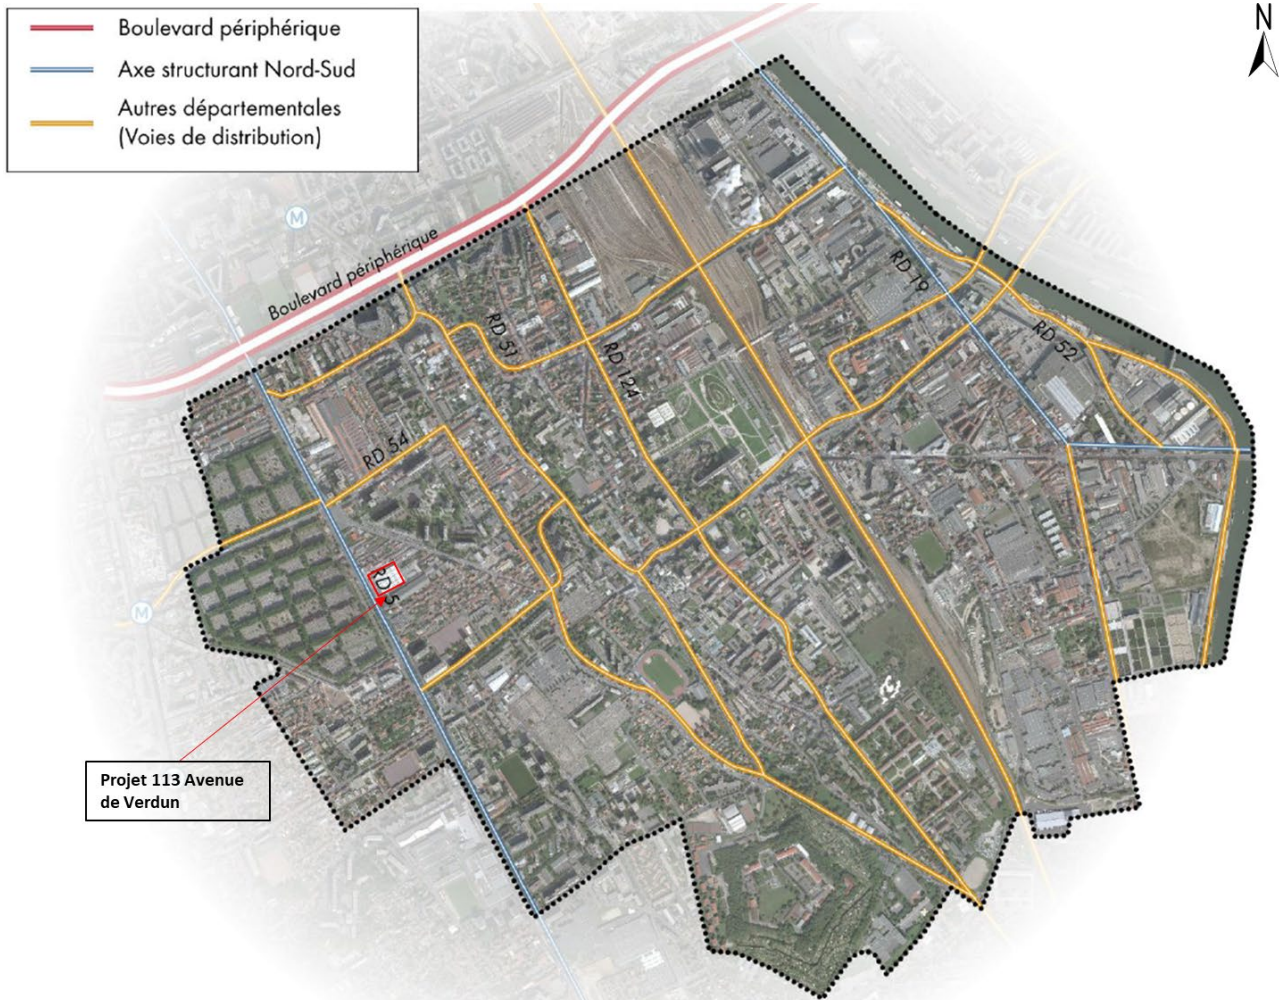 Boulevard périphérique
Axe structurant Nord-Sud
Autres départementales
(Voies de distribution)
N
M
Boulevard périphérique
RD 19
RD 51
RD 52
RD 124
RD 54
RD 5
M
Projet 113 Avenue
de Verdun